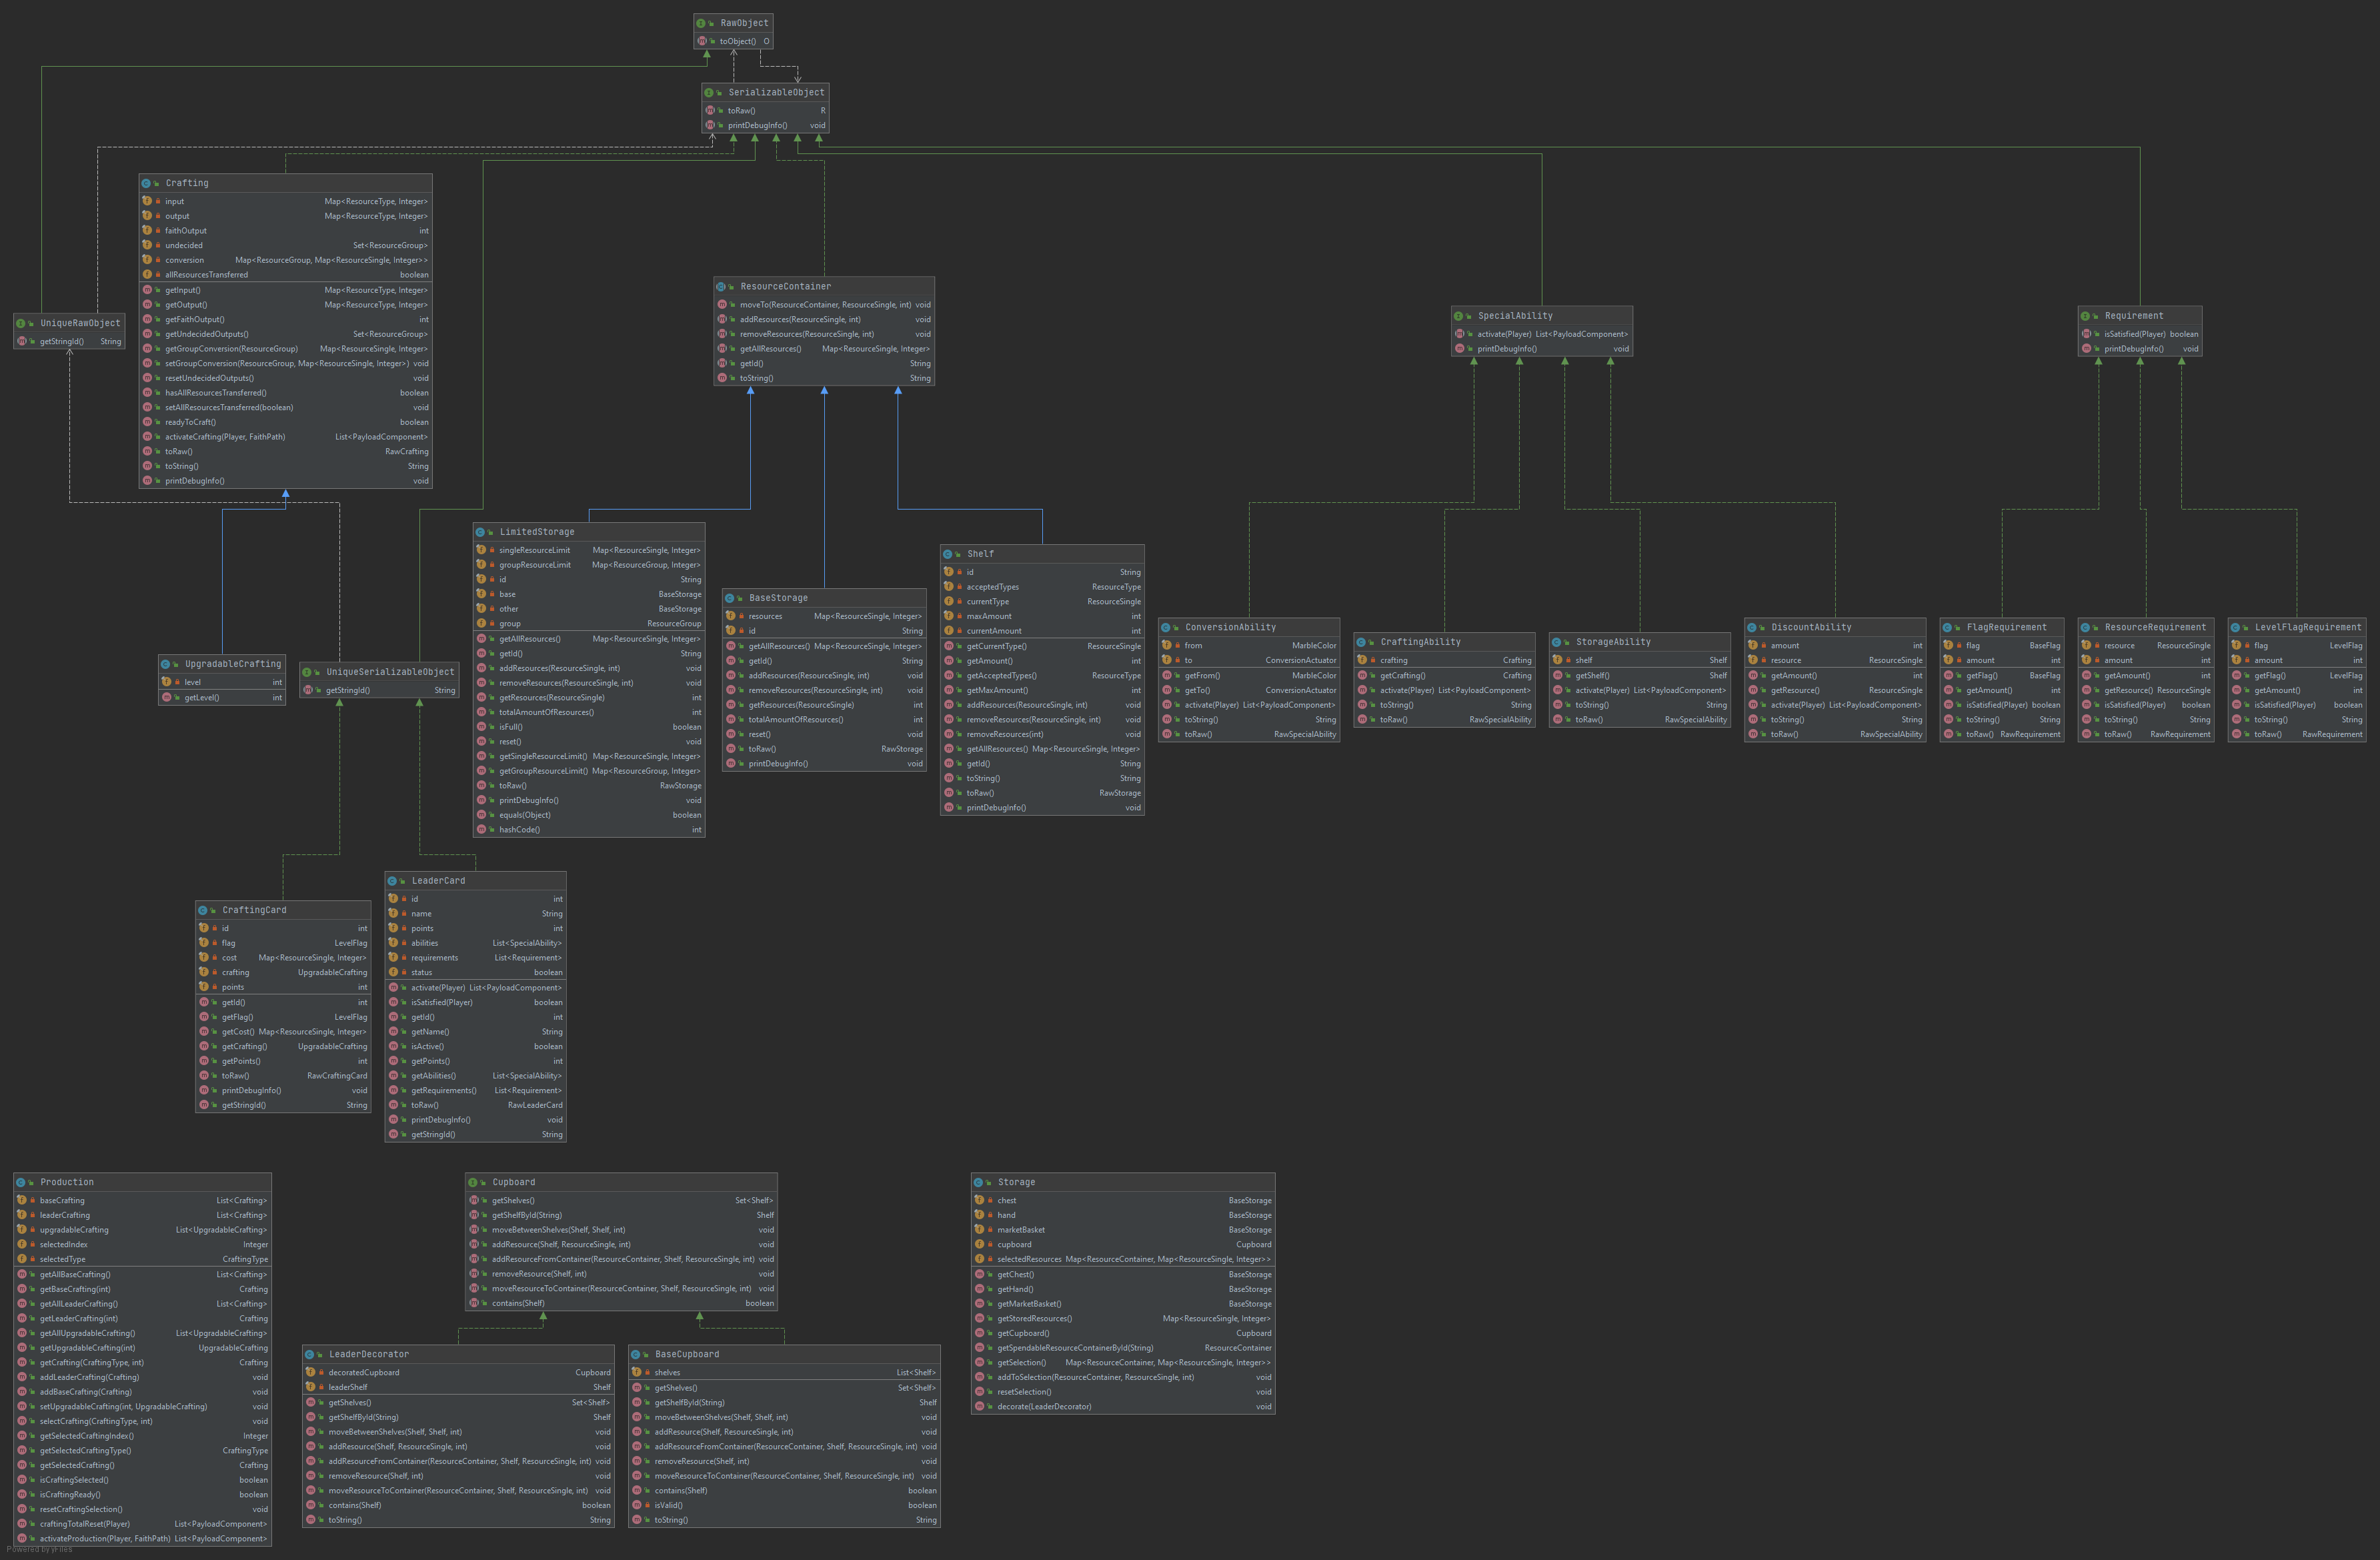 RawObject
toObject() O
SerializableObject
toRaw() R
printDebugInfo() void
Crafting
input Map<ResourceType, Integer>
output Map<ResourceType, Integer>
faithOutput int
undecided Set<ResourceGroup>
conversion Map<ResourceGroup, Map<ResourceSingle, Integer>>
allResourcesTransferred boolean
getInput() Map<ResourceType, Integer>
getOutput() Map<ResourceType, Integer>
getFaithOutput() int
getUndecidedOutputs() Set<ResourceGroup>
getGroupConversion(ResourceGroup) Map<ResourceSingle, Integer>
setGroupConversion(ResourceGroup, Map<ResourceSingle, Integer>) void
resetUndecidedOutputs() void
hasAllResourcesTransferred() boolean
setAllResourcesTransferred(boolean) void
readyToCraft() boolean
activateCrafting(Player, FaithPath) List<PayloadComponent>
toRaw() RawCrafting
toString() String
printDebugInfo() void
ResourceContainer
moveTo(ResourceContainer, ResourceSingle, int) void
addResources(ResourceSingle, int) void
removeResources(ResourceSingle, int) void
getAllResources() Map<ResourceSingle, Integer>
getId() String
toString() String
UniqueRawObject
getStringId() String
SpecialAbility
activate(Player) List<PayloadComponent>
printDebugInfo() void
Requirement
isSatisfied(Player) boolean
printDebugInfo() void
LimitedStorage
singleResourceLimit Map<ResourceSingle, Integer>
groupResourceLimit Map<ResourceGroup, Integer>
id String
base BaseStorage
other BaseStorage
group ResourceGroup
getAllResources() Map<ResourceSingle, Integer>
getId() String
addResources(ResourceSingle, int) void
removeResources(ResourceSingle, int) void
getResources(ResourceSingle) int
totalAmountOfResources() int
isFull() boolean
reset() void
getSingleResourceLimit() Map<ResourceSingle, Integer>
getGroupResourceLimit() Map<ResourceGroup, Integer>
toRaw() RawStorage
printDebugInfo() void
equals(Object) boolean
hashCode() int
BaseStorage
resources Map<ResourceSingle, Integer>
id String
getAllResources() Map<ResourceSingle, Integer>
getId() String
addResources(ResourceSingle, int) void
removeResources(ResourceSingle, int) void
getResources(ResourceSingle) int
totalAmountOfResources() int
reset() void
toRaw() RawStorage
printDebugInfo() void
Shelf
id String
acceptedTypes ResourceType
currentType ResourceSingle
maxAmount int
currentAmount int
getCurrentType() ResourceSingle
getAmount() int
getAcceptedTypes() ResourceType
getMaxAmount() int
addResources(ResourceSingle, int) void
removeResources(ResourceSingle, int) void
removeResources(int) void
getAllResources() Map<ResourceSingle, Integer>
getId() String
toString() String
toRaw() RawStorage
printDebugInfo() void
ConversionAbility
from MarbleColor
to ConversionActuator
getFrom() MarbleColor
getTo() ConversionActuator
activate(Player) List<PayloadComponent>
toString() String
toRaw() RawSpecialAbility
CraftingAbility
crafting Crafting
getCrafting() Crafting
activate(Player) List<PayloadComponent>
toString() String
toRaw() RawSpecialAbility
StorageAbility
shelf Shelf
getShelf() Shelf
activate(Player) List<PayloadComponent>
toString() String
toRaw() RawSpecialAbility
DiscountAbility
amount int
resource ResourceSingle
getAmount() int
getResource() ResourceSingle
activate(Player) List<PayloadComponent>
toString() String
toRaw() RawSpecialAbility
FlagRequirement
flag BaseFlag
amount int
getFlag() BaseFlag
getAmount() int
isSatisfied(Player) boolean
toString() String
toRaw() RawRequirement
ResourceRequirement
resource ResourceSingle
amount int
getAmount() int
getResource() ResourceSingle
isSatisfied(Player) boolean
toString() String
toRaw() RawRequirement
LevelFlagRequirement
flag LevelFlag
amount int
getFlag() LevelFlag
getAmount() int
isSatisfied(Player) boolean
toString() String
toRaw() RawRequirement
UpgradableCrafting
level int
getLevel() int
UniqueSerializableObject
getStringId() String
CraftingCard
id int
flag LevelFlag
cost Map<ResourceSingle, Integer>
crafting UpgradableCrafting
points int
getId() int
getFlag() LevelFlag
getCost() Map<ResourceSingle, Integer>
getCrafting() UpgradableCrafting
getPoints() int
toRaw() RawCraftingCard
printDebugInfo() void
getStringId() String
LeaderCard
id int
name String
points int
abilities List<SpecialAbility>
requirements List<Requirement>
status boolean
activate(Player) List<PayloadComponent>
isSatisfied(Player) boolean
getId() int
getName() String
isActive() boolean
getPoints() int
getAbilities() List<SpecialAbility>
getRequirements() List<Requirement>
toRaw() RawLeaderCard
printDebugInfo() void
getStringId() String
Production
baseCrafting List<Crafting>
leaderCrafting List<Crafting>
upgradableCrafting List<UpgradableCrafting>
selectedIndex Integer
selectedType CraftingType
getAllBaseCrafting() List<Crafting>
getBaseCrafting(int) Crafting
getAllLeaderCrafting() List<Crafting>
getLeaderCrafting(int) Crafting
getAllUpgradableCrafting() List<UpgradableCrafting>
getUpgradableCrafting(int) UpgradableCrafting
getCrafting(CraftingType, int) Crafting
addLeaderCrafting(Crafting) void
addBaseCrafting(Crafting) void
setUpgradableCrafting(int, UpgradableCrafting) void
selectCrafting(CraftingType, int) void
getSelectedCraftingIndex() Integer
getSelectedCraftingType() CraftingType
getSelectedCrafting() Crafting
isCraftingSelected() boolean
isCraftingReady() boolean
resetCraftingSelection() void
craftingTotalReset(Player) List<PayloadComponent>
activateProduction(Player, FaithPath) List<PayloadComponent>
Cupboard
getShelves() Set<Shelf>
getShelfById(String) Shelf
moveBetweenShelves(Shelf, Shelf, int) void
addResource(Shelf, ResourceSingle, int) void
addResourceFromContainer(ResourceContainer, Shelf, ResourceSingle, int) void
removeResource(Shelf, int) void
moveResourceToContainer(ResourceContainer, Shelf, ResourceSingle, int) void
contains(Shelf) boolean
LeaderDecorator
decoratedCupboard Cupboard
leaderShelf Shelf
getShelves() Set<Shelf>
getShelfById(String) Shelf
moveBetweenShelves(Shelf, Shelf, int) void
addResource(Shelf, ResourceSingle, int) void
addResourceFromContainer(ResourceContainer, Shelf, ResourceSingle, int) void
removeResource(Shelf, int) void
moveResourceToContainer(ResourceContainer, Shelf, ResourceSingle, int) void
contains(Shelf) boolean
toString() String
BaseCupboard
shelves List<Shelf>
getShelves() Set<Shelf>
getShelfById(String) Shelf
moveBetweenShelves(Shelf, Shelf, int) void
addResource(Shelf, ResourceSingle, int) void
addResourceFromContainer(ResourceContainer, Shelf, ResourceSingle, int) void
removeResource(Shelf, int) void
moveResourceToContainer(ResourceContainer, Shelf, ResourceSingle, int) void
contains(Shelf) boolean
isValid() boolean
toString() String
Storage
chest BaseStorage
hand BaseStorage
marketBasket BaseStorage
cupboard Cupboard
selectedResources Map<ResourceContainer, Map<ResourceSingle, Integer>>
getChest() BaseStorage
getHand() BaseStorage
getMarketBasket() BaseStorage
getStoredResources() Map<ResourceSingle, Integer>
getCupboard() Cupboard
getSpendableResourceContainerById(String) ResourceContainer
getSelection() Map<ResourceContainer, Map<ResourceSingle, Integer>>
addToSelection(ResourceContainer, ResourceSingle, int) void
resetSelection() void
decorate(LeaderDecorator) void
Powered by yFiles